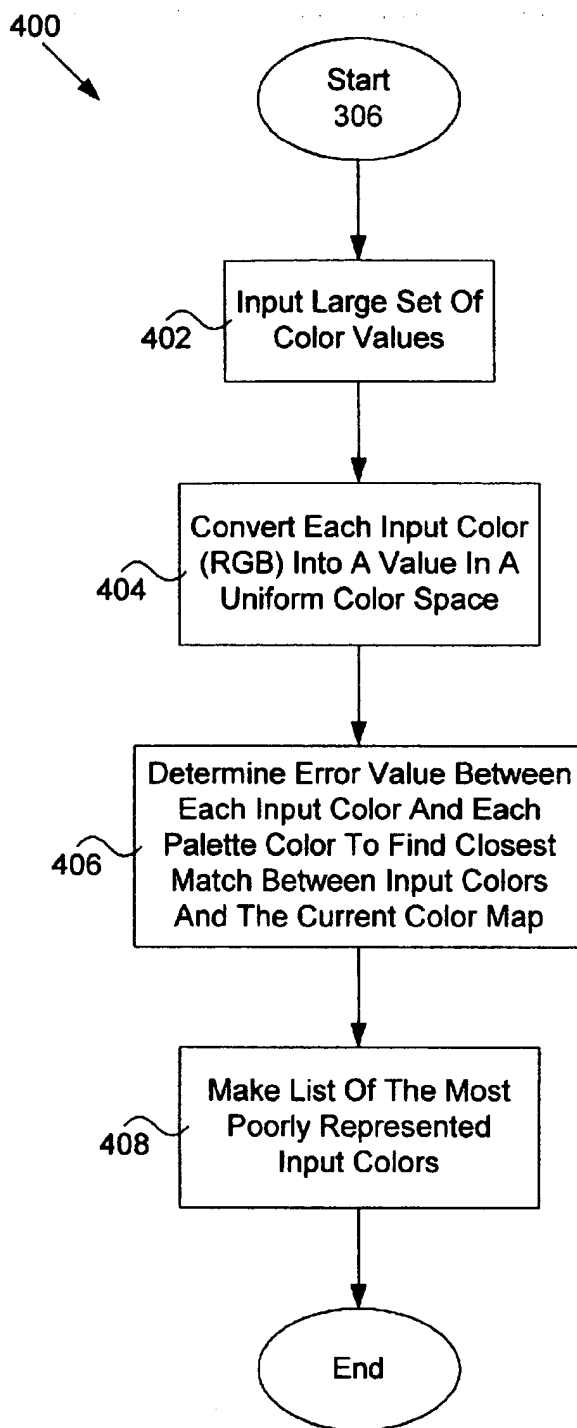 400
Start
306
Input Large Set Of
Color Values
402
Convert Each Input Color
(RGB) Into A Value In A
Uniform Color Space
404
Determine Error Value Between
Each Input Color And Each
Palette Color To Find Closest
Match Between Input Colors
And The Current Color Map
406
Make List Of The Most
Poorly Represented
Input Colors
408
End